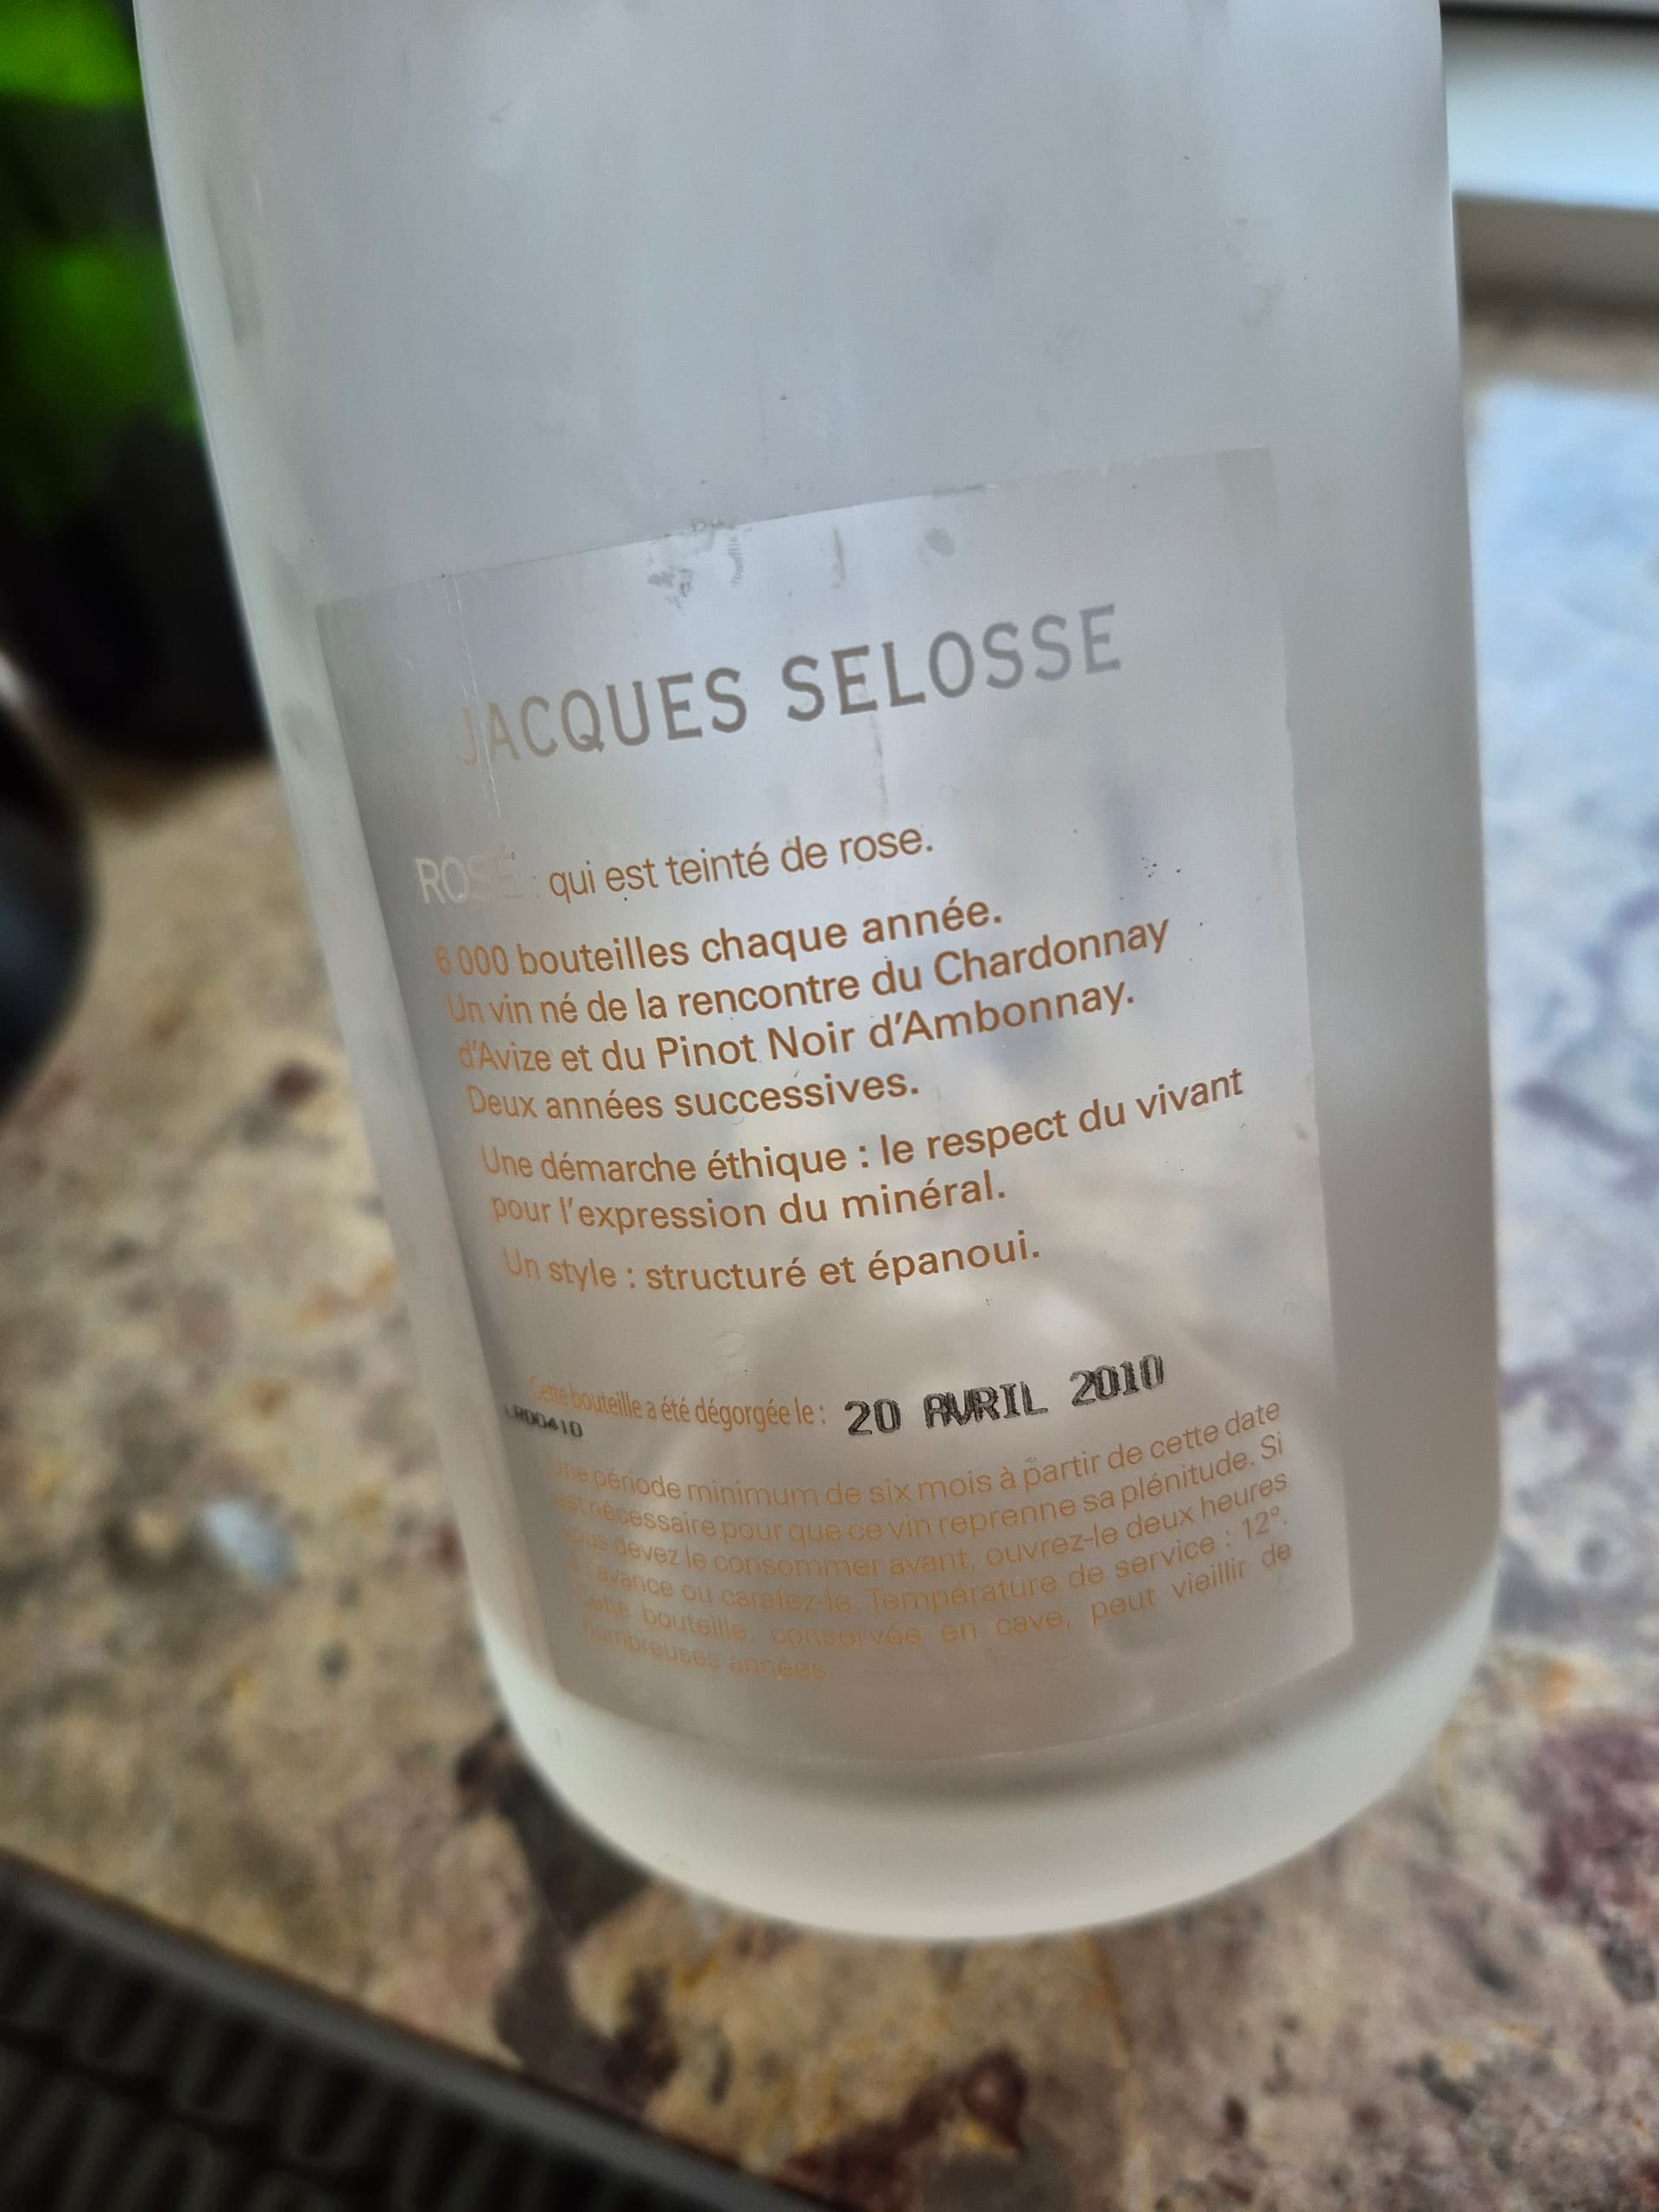 JACQUES SELOSSE
ROSÉ : qui est teinté de rose.
6 000 bouteilles chaque année.
Un vin né de la rencontre du Chardonnay
d'Avize et du Pinot Noir d'Ambonnay.
Deux années successives.
Une démarche éthique : le respect du vivant
pour l'expression du minéral.
Un style : structuré et épanoui.
Cette bouteille a été dégorgée le : 20 AVRIL 2010
LR00410
Une période minimum de six mois à partir de cette date
est nécessaire pour que ce vin reprenne sa plénitude. Si
vous devez le consommer avant, ouvrez-le deux heures
à l'avance ou carafez-le. Température de service : 12°.
Cette bouteille, conservée en cave, peut vieillir de
nombreuses années.